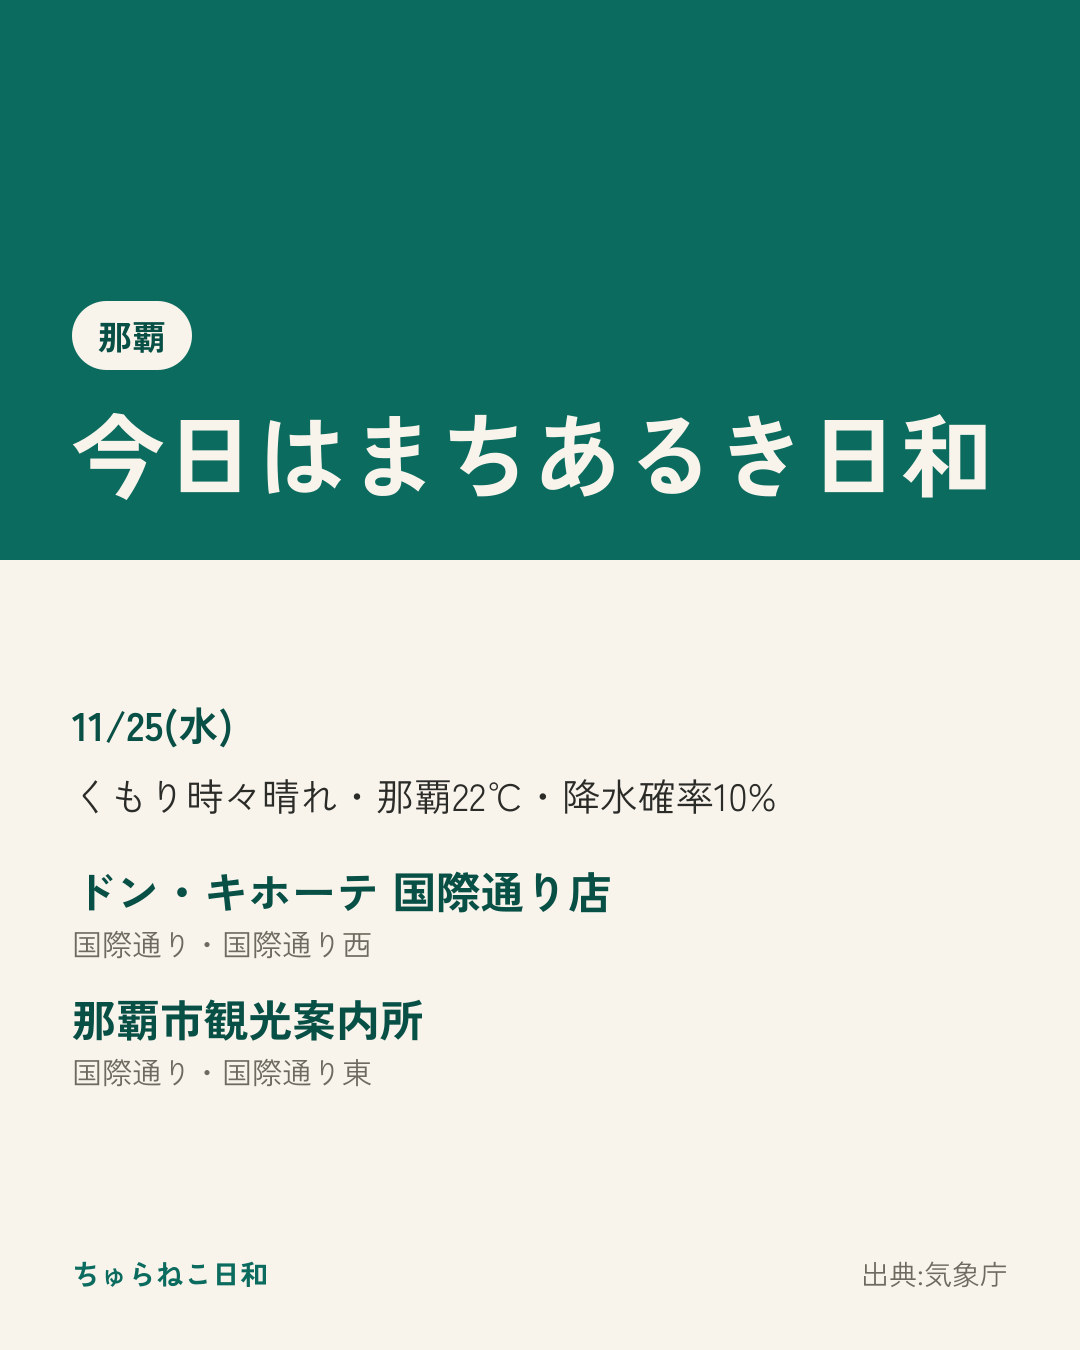 那覇
今日はまちあるき日和
11/25(水)
くもり時々晴れ・那覇22℃・降水確率10%
ドン・キホーテ 国際通り店
国際通り・国際通り西
那覇市観光案内所
国際通り・国際通り東
ちゅらねこ日和
出典:気象庁